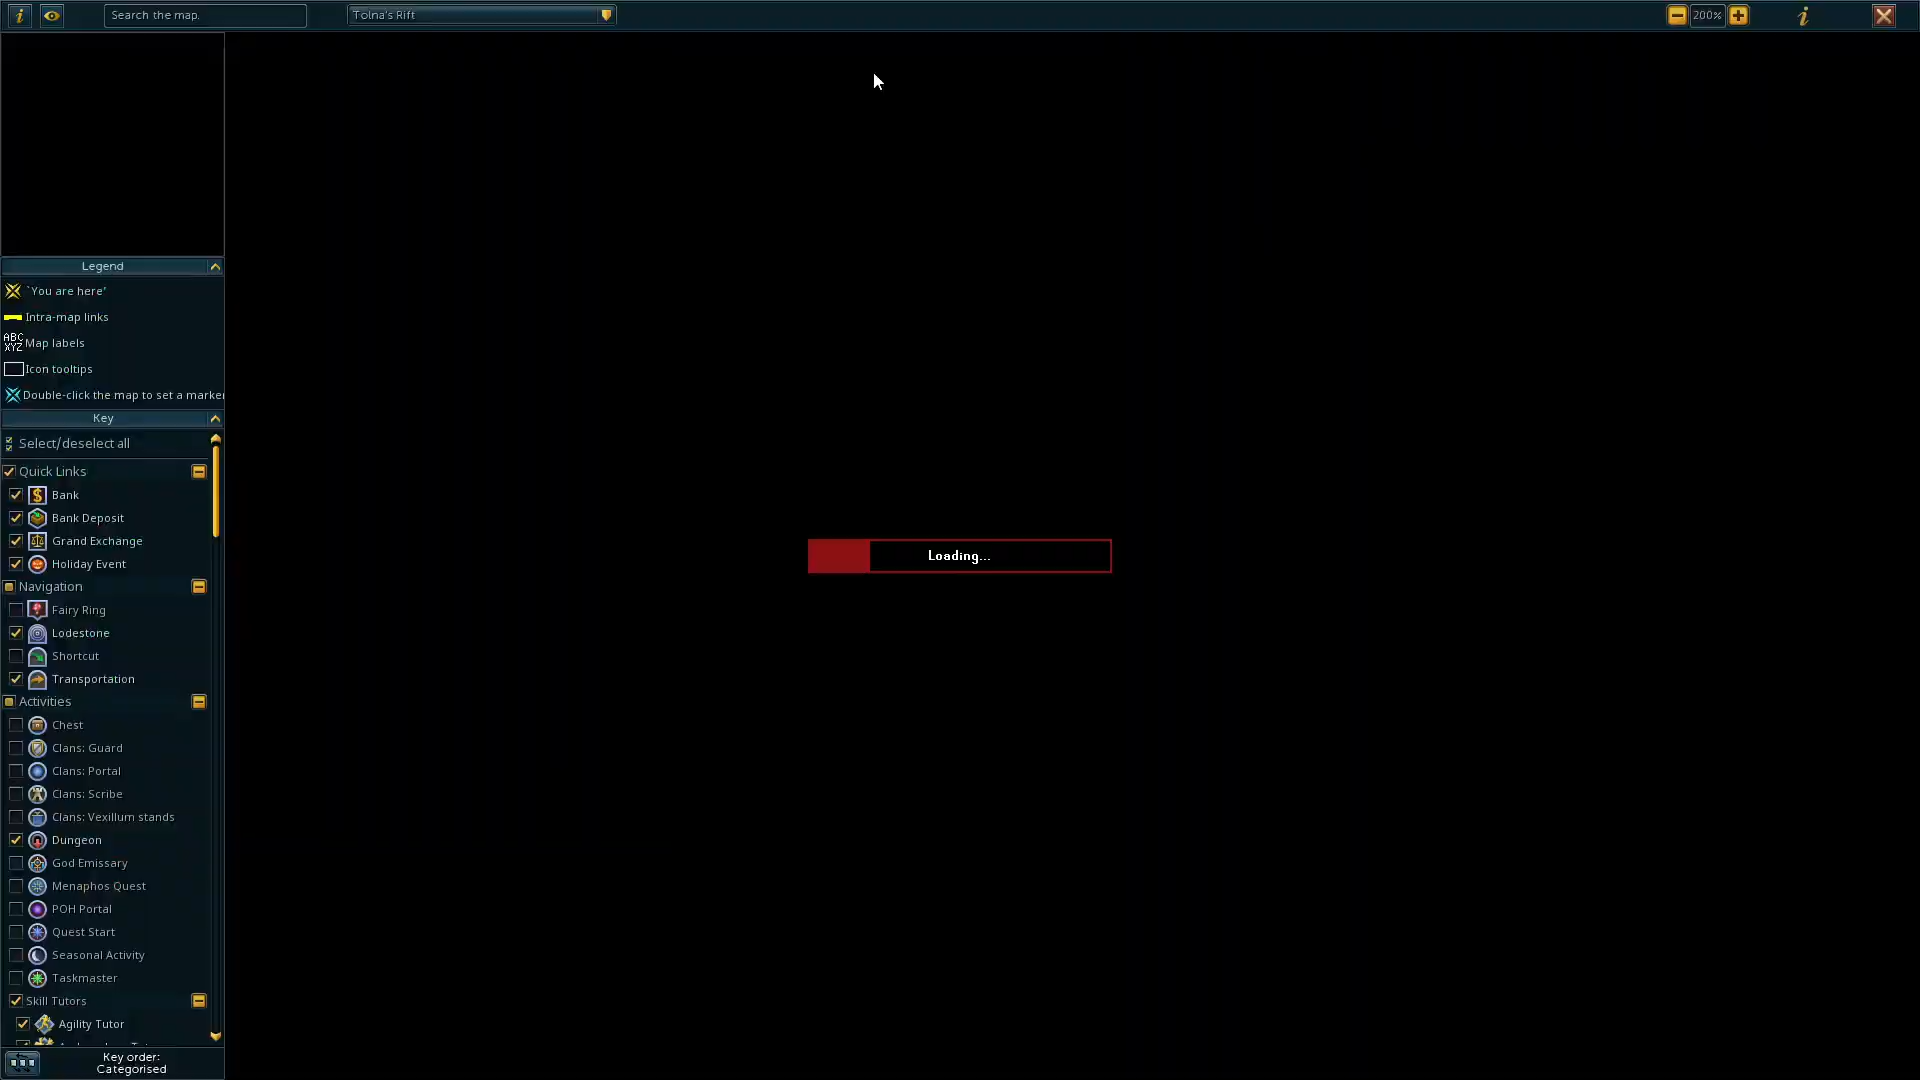 Search the map.
Tolna's Rift
200%
Legend
`You are here'
Intra-map links
ABC
XYZ
Map labels
Icon tooltips
Double-click the map to set a marker
Key
Select/deselect all
Quick Links
Bank
Bank Deposit
Grand Exchange
Holiday Event
Navigation
Fairy Ring
Lodestone
Shortcut
Transportation
Activities
Chest
Clans: Guard
Clans: Portal
Clans: Scribe
Clans: Vexillum stands
Dungeon
God Emissary
Menaphos Quest
POH Portal
Quest Start
Seasonal Activity
Taskmaster
Skill Tutors
Agility Tutor
Key order:
Categorised
Loading...